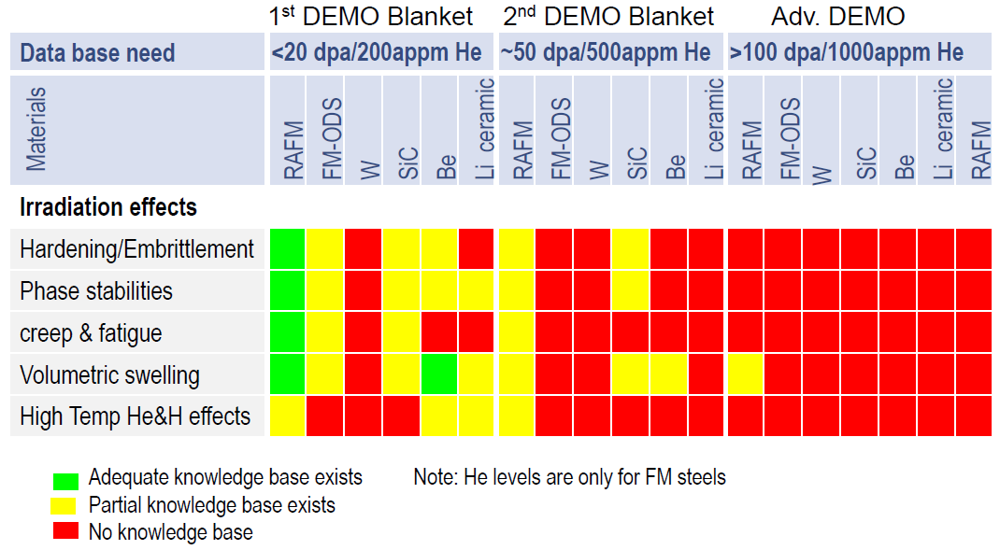 1st DEMO Blanket 2nd DEMO Blanket Adv. DEMO
Data base need <20 dpa/200appm He ~50 dpa/500appm He >100 dpa/1000appm He
Materials RAFM FM-ODS W SiC Be Li ceramic RAFM FM-ODS W SiC Be Li ceramic RAFM FM-ODS W SiC Be Li ceramic RAFM
Irradiation effects
Hardening/Embrittlement
Phase stabilities
creep & fatigue
Volumetric swelling
High Temp He&H effects
Adequate knowledge base exists Note: He levels are only for FM steels
Partial knowledge base exists
No knowledge base